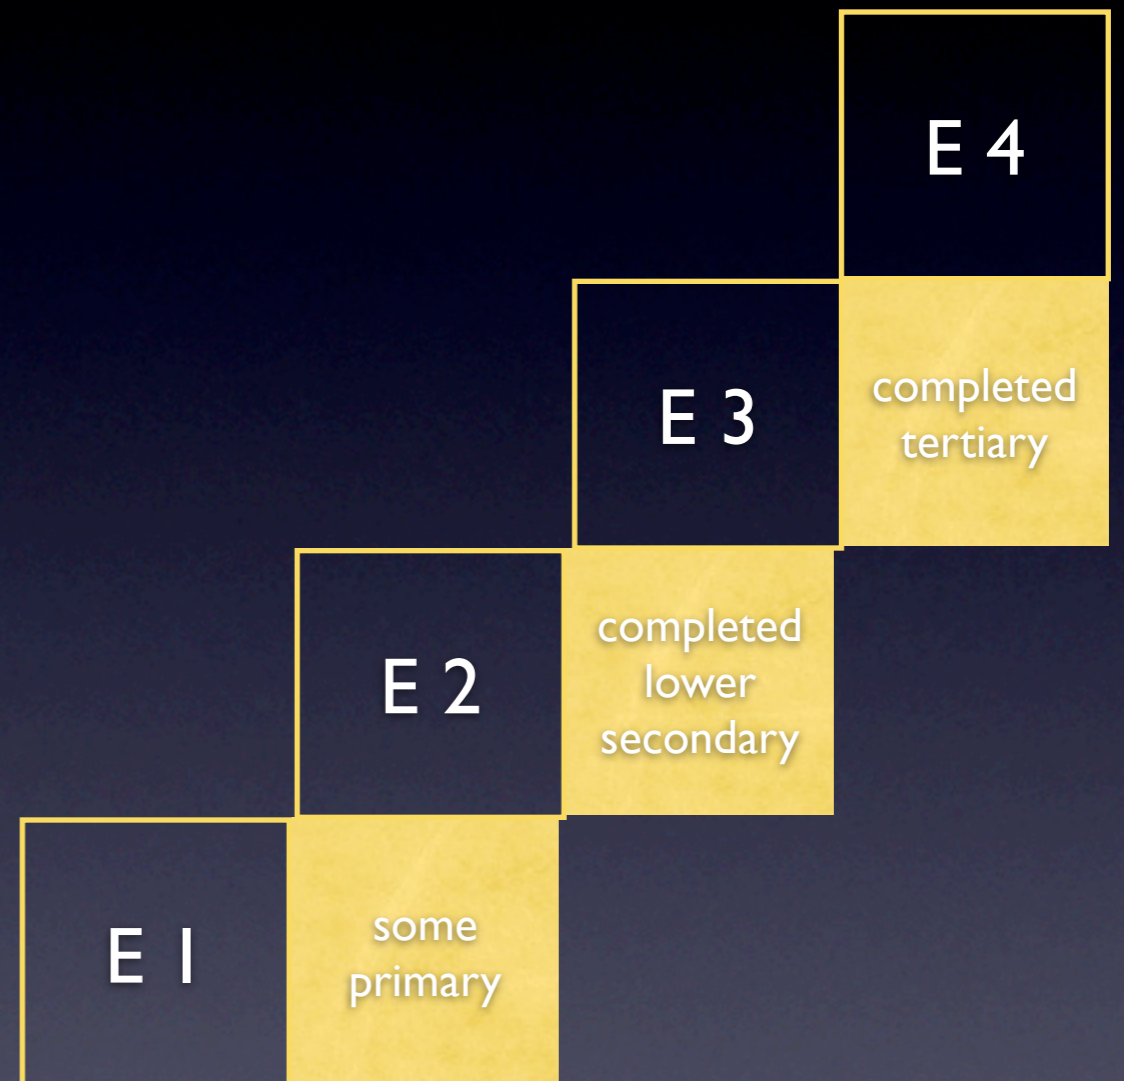 E 4
E 3
completed
tertiary
E 2
completed
lower
secondary
E 1
some
primary